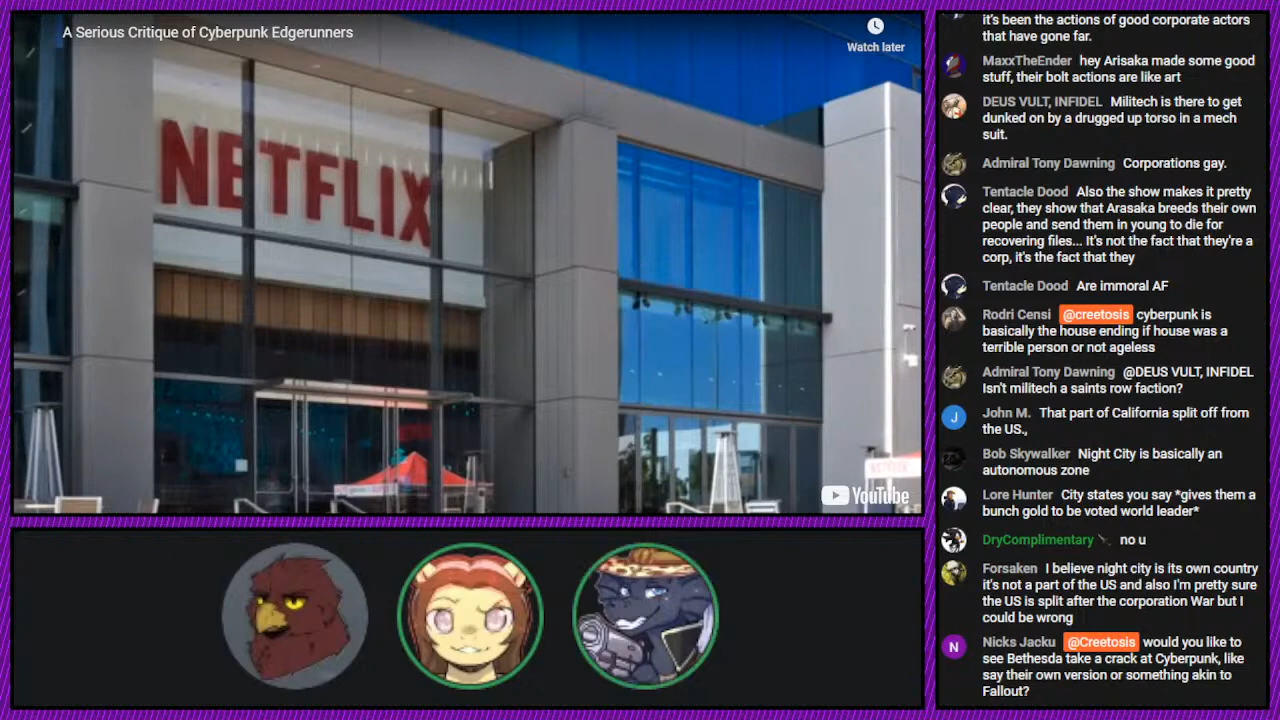 A Serious Critique of Cyberpunk Edgerunners
Watch later
NETFLIX
NETFLIX
YouTube
it's been the actions of good corporate actors
that have gone far.
MaxxTheEnder hey Arisaka made some good
stuff, their bolt actions are like art
DEUS VULT, INFIDEL Militech is there to get
dunked on by a drugged up torso in a mech
suit.
Admiral Tony Dawning Corporations gay.
Tentacle Dood Also the show makes it pretty
clear, they show that Arasaka breeds their own
people and send them in young to die for
recovering files... It's not the fact that they're a
corp, it's the fact that they
Tentacle Dood Are immoral AF
Rodri Censi @creetosis cyberpunk is
basically the house ending if house was a
terrible person or not ageless
Admiral Tony Dawning @DEUS VULT, INFIDEL
Isn't militech a saints row faction?
J John M. That part of California split off from
the US.,
Bob Skywalker Night City is basically an
autonomous zone
Lore Hunter City states you say *gives them a
bunch gold to be voted world leader*
DryComplimentary no u
Forsaken I believe night city is its own country
it's not a part of the US and also I'm pretty sure
the US is split after the corporation War but I
could be wrong
N Nicks Jacku @Creetosis would you like to
see Bethesda take a crack at Cyberpunk, like
say their own version or something akin to
Fallout?